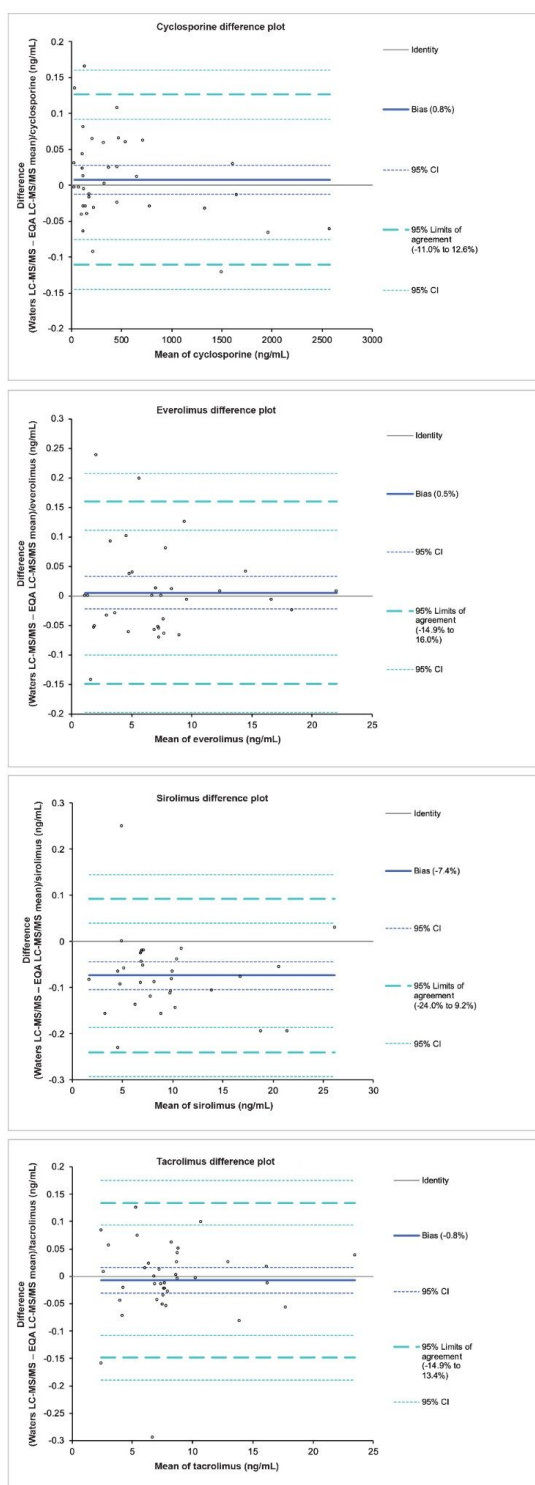 Cyclosporine difference plot
Difference
(Waters LC-MS/MS – EQA LC-MS/MS mean)/cyclosporine (ng/mL)
0.2
0.15
0.1
0.05
0
-0.05
-0.1
-0.15
-0.2
0 500 1000 1500 2000 2500 3000
Mean of cyclosporine (ng/mL)
Identity
Bias (0.8%)
95% CI
95% Limits of
agreement
(-11.0% to 12.6%)
95% CI
Everolimus difference plot
Difference
(Waters LC-MS/MS – EQA LC-MS/MS mean)/everolimus (ng/mL)
0.3
0.25
0.2
0.15
0.1
0.05
0
-0.05
-0.1
-0.15
-0.2
0 5 10 15 20 25
Mean of everolimus (ng/mL)
Identity
Bias (0.5%)
95% CI
95% Limits of
agreement
(-14.9% to
16.0%)
95% CI
Sirolimus difference plot
Difference
(Waters LC-MS/MS – EQA LC-MS/MS mean)/sirolimus (ng/mL)
0.3
0.2
0.1
0
-0.1
-0.2
-0.3
0 5 10 15 20 25 30
Mean of sirolimus (ng/mL)
Identity
Bias (-7.4%)
95% CI
95% Limits of
agreement
(-24.0% to 9.2%)
95% CI
Tacrolimus difference plot
Difference
(Waters LC-MS/MS – EQA LC-MS/MS mean)/tacrolimus (ng/mL)
0.2
0.15
0.1
0.05
0
-0.05
-0.1
-0.15
-0.2
-0.3
0 5 10 15 20 25
Mean of tacrolimus (ng/mL)
Identity
Bias (-0.8%)
95% CI
95% Limits of
agreement
(-14.9% to
13.4%)
95% CI